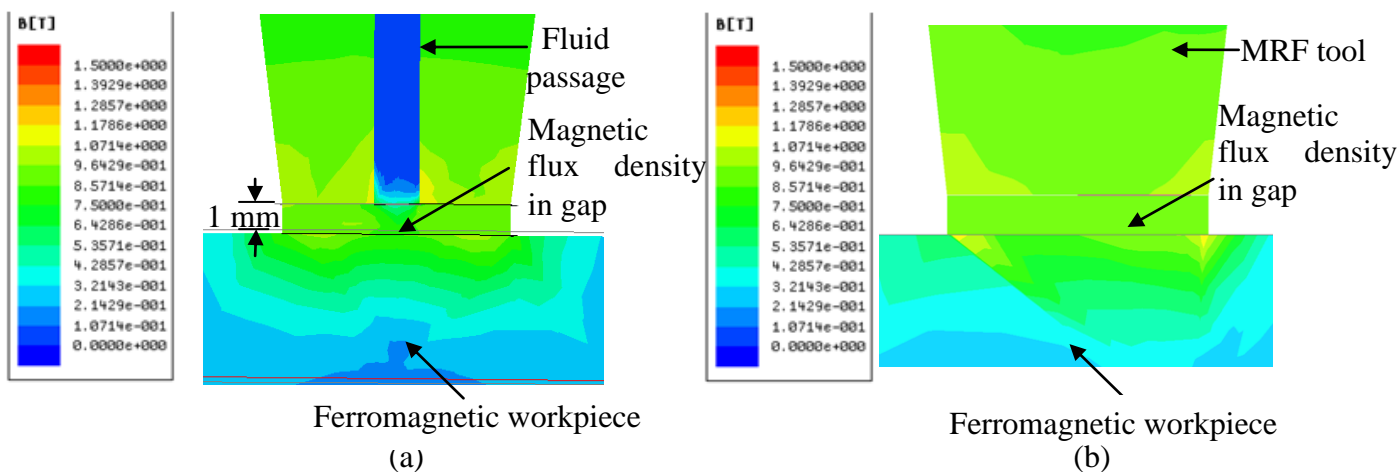 B[T]
1.5000e+000
1.3929e+000
1.2857e+000
1.1786e+000
1.0714e+000
9.6429e-001
8.5714e-001
7.5000e-001
6.4286e-001
5.3571e-001
4.2857e-001
3.2143e-001
2.1429e-001
1.0714e-001
0.0000e+000
Fluid
passage
Magnetic
flux density
in gap
1 mm
Ferromagnetic workpiece
(a)
B[T]
1.5000e+000
1.3929e+000
1.2857e+000
1.1786e+000
1.0714e+000
9.6429e-001
8.5714e-001
7.5000e-001
6.4286e-001
5.3571e-001
4.2857e-001
3.2143e-001
2.1429e-001
1.0714e-001
0.0000e+000
MRF tool
Magnetic
flux density
in gap
Ferromagnetic workpiece
(b)